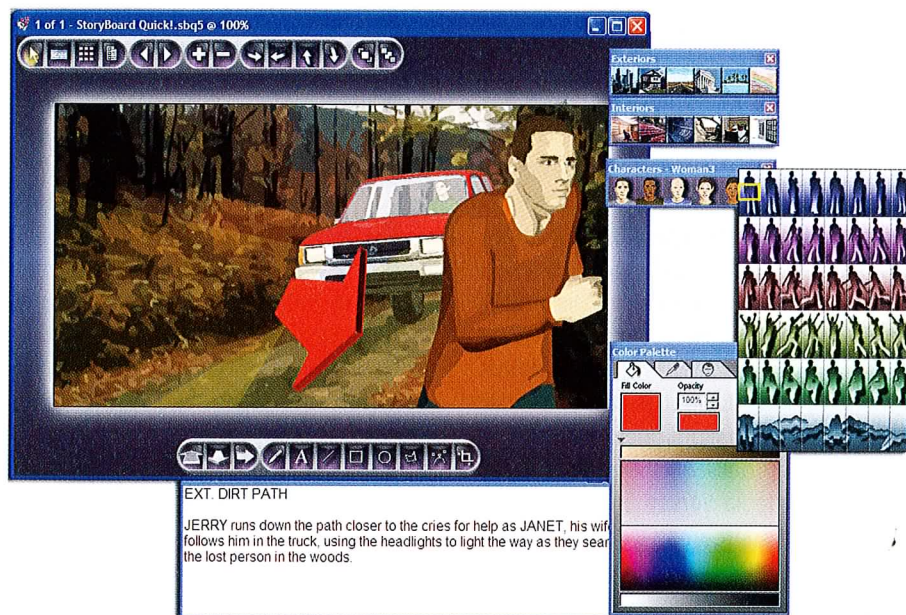 1 of 1 - StoryBoard Quick!.sbq5 @ 100%
Exteriors
Interiors
Characters - Woman3
Color Palette
Fill Color
Opacity
100%
A
EXT. DIRT PATH
JERRY runs down the path closer to the cries for help as JANET, his
follows him in the truck, using the headlights to light the way as they
the lost person in the woods.